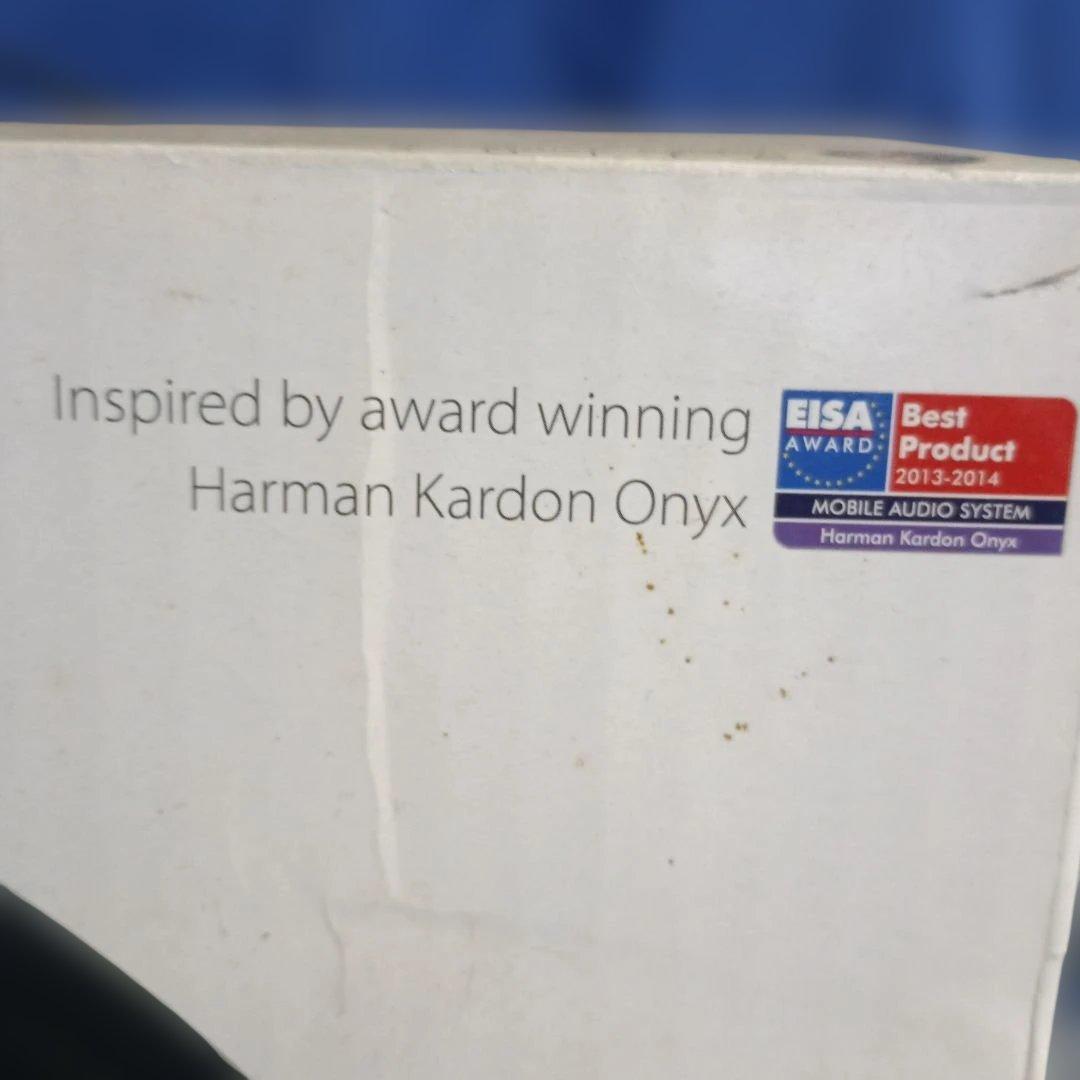 Inspired by award winning
Harman Kardon Onyx
EISA
AWARD
Best
Product
2013-2014
MOBILE AUDIO SYSTEM
Harman Kardon Onyx